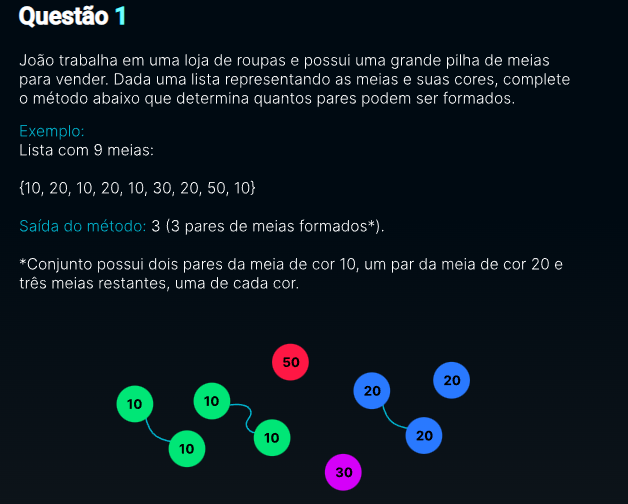 Questão 1
João trabalha em uma loja de roupas e possui uma grande pilha de meias
para vender. Dada uma lista representando as meias e suas cores, complete
o método abaixo que determina quantos pares podem ser formados.
Exemplo:
Lista com 9 meias:
{10, 20, 10, 20, 10, 30, 20, 50, 10}
Saída do método: 3 (3 pares de meias formados*).
*Conjunto possui dois pares da meia de cor 10, um par da meia de cor 20 e
três meias restantes, uma de cada cor.
50
20
20
10
10
20
10
10
30